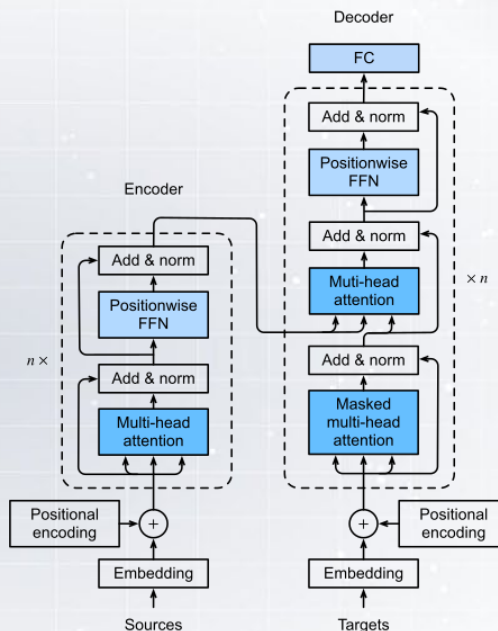 Decoder
FC
Add & norm
Positionwise
FFN
Add & norm
Muti-head
attention
× n
Add & norm
Masked
multi-head
attention
Positional
encoding
+
Embedding
Targets
Encoder
Add & norm
Positionwise
FFN
n ×
Add & norm
Multi-head
attention
Positional
encoding
+
Embedding
Sources